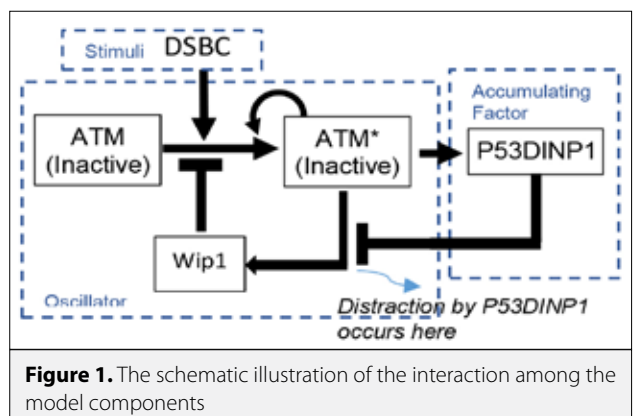 Stimuli DSBC
ATM
(Inactive)
ATM*
(Inactive)
Accumulating
Factor
P53DINP1
Wip1
Oscillator
Distraction by P53DINP1
occurs here
Figure 1. The schematic illustration of the interaction among the
model components